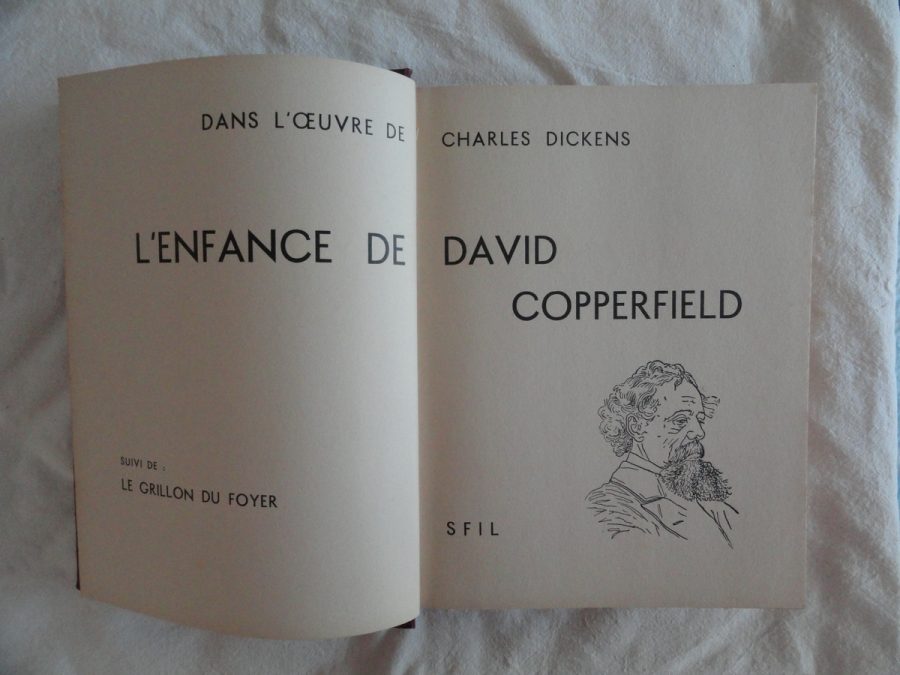 DANS L'ŒUVRE DE CHARLES DICKENS
L'ENFANCE DE DAVID
COPPERFIELD
SUIVI DE :
LE GRILLON DU FOYER
SFIL